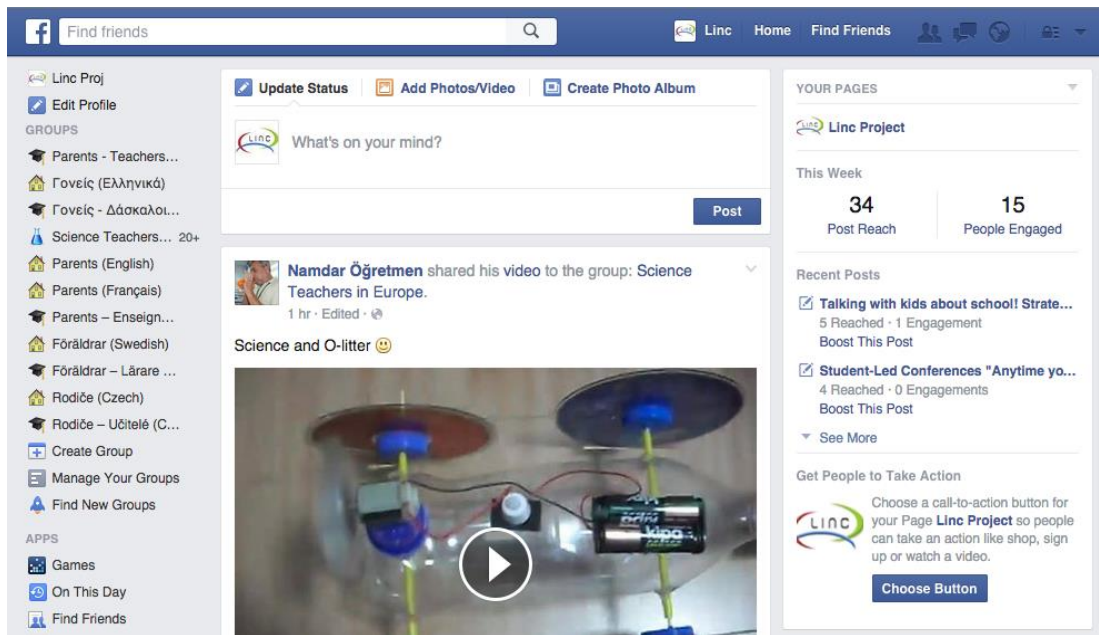 Find friends
Linc Home Find Friends
Linc Proj
Edit Profile
GROUPS
Parents - Teachers...
Γονείς (Ελληνικά)
Γονείς - Δάσκαλοι...
Science Teachers... 20+
Parents (English)
Parents (Français)
Parents – Enseign...
Föräldrar (Swedish)
Föräldrar – Lärare ...
Rodiče (Czech)
Rodiče – Učitelé (C...
Create Group
Manage Your Groups
Find New Groups
APPS
Games
On This Day
Find Friends
Update Status Add Photos/Video Create Photo Album
LINC
What's on your mind?
Post
Namdar Öğretmen shared his video to the group: Science
Teachers in Europe.
1 hr · Edited ·
Science and O-litter
YOUR PAGES
Linc Project
This Week
34 15
Post Reach People Engaged
Recent Posts
Talking with kids about school! Strate...
5 Reached · 1 Engagement
Boost This Post
Student-Led Conferences "Anytime yo...
4 Reached · 0 Engagements
Boost This Post
See More
Get People to Take Action
LINC
Choose a call-to-action button for
your Page Linc Project so people
can take an action like shop, sign
up or watch a video.
Choose Button